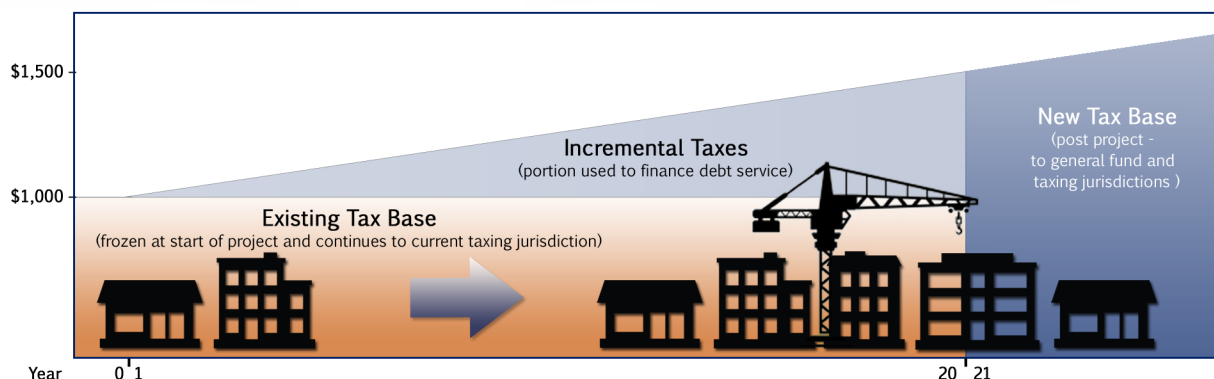 $1,500
New Tax Base
(post project -
to general fund and
taxing jurisdictions )
Incremental Taxes
(portion used to finance debt service)
$1,000
Existing Tax Base
(frozen at start of project and continues to current taxing jurisdiction)
Year 0 1 20 21